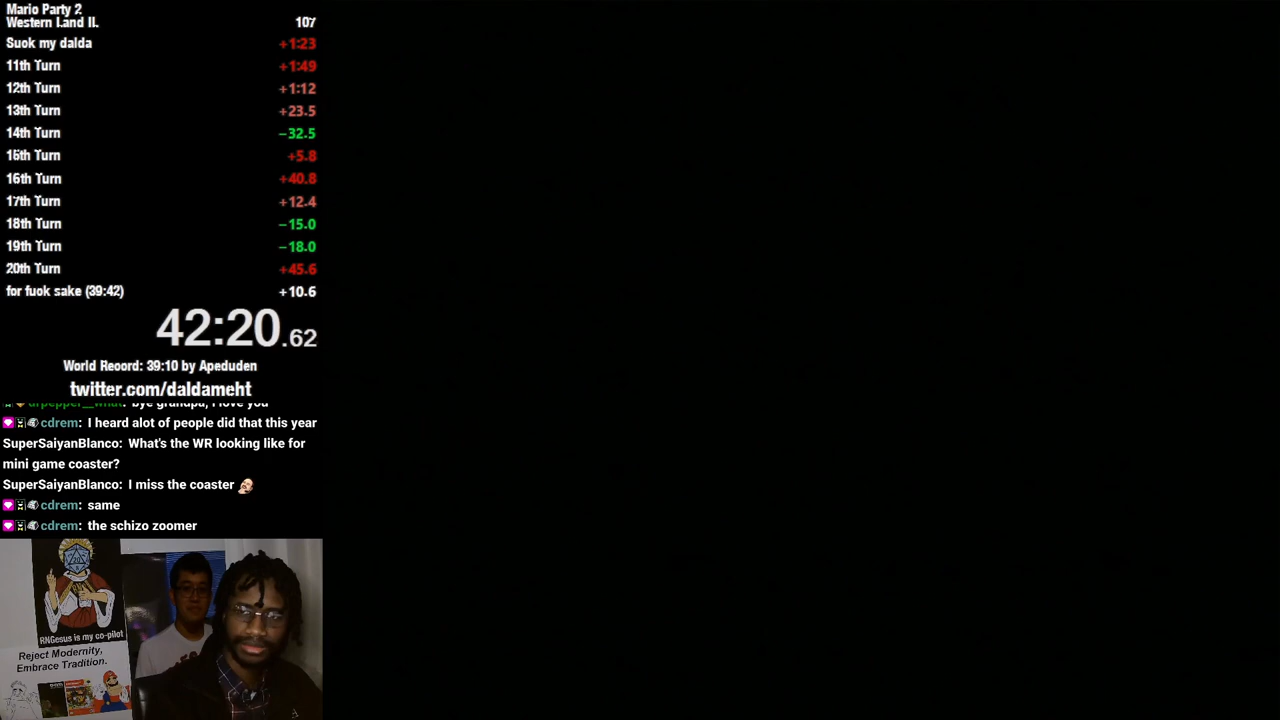 Mario Party 2
Western Land IL 107
Suok my dalda +1:23
11th Turn +1:49
12th Turn +1:12
13th Turn +23.5
14th Turn −32.5
15th Turn +5.8
16th Turn +40.8
17th Turn +12.4
18th Turn −15.0
19th Turn −18.0
20th Turn +45.6
for fuok sake (39:42) +10.6
42:20.62
World Reoord: 39:10 by Apeduden
twitter.com/daldameht
drpepper__what: bye grandpa, I love you
cdrem: I heard alot of people did that this year
SuperSaiyanBlanco: What's the WR looking like for
mini game coaster?
SuperSaiyanBlanco: I miss the coaster
cdrem: same
cdrem: the schizo zoomer
RNGesus is my co-pilot
Reject Modernity,
Embrace Tradition.